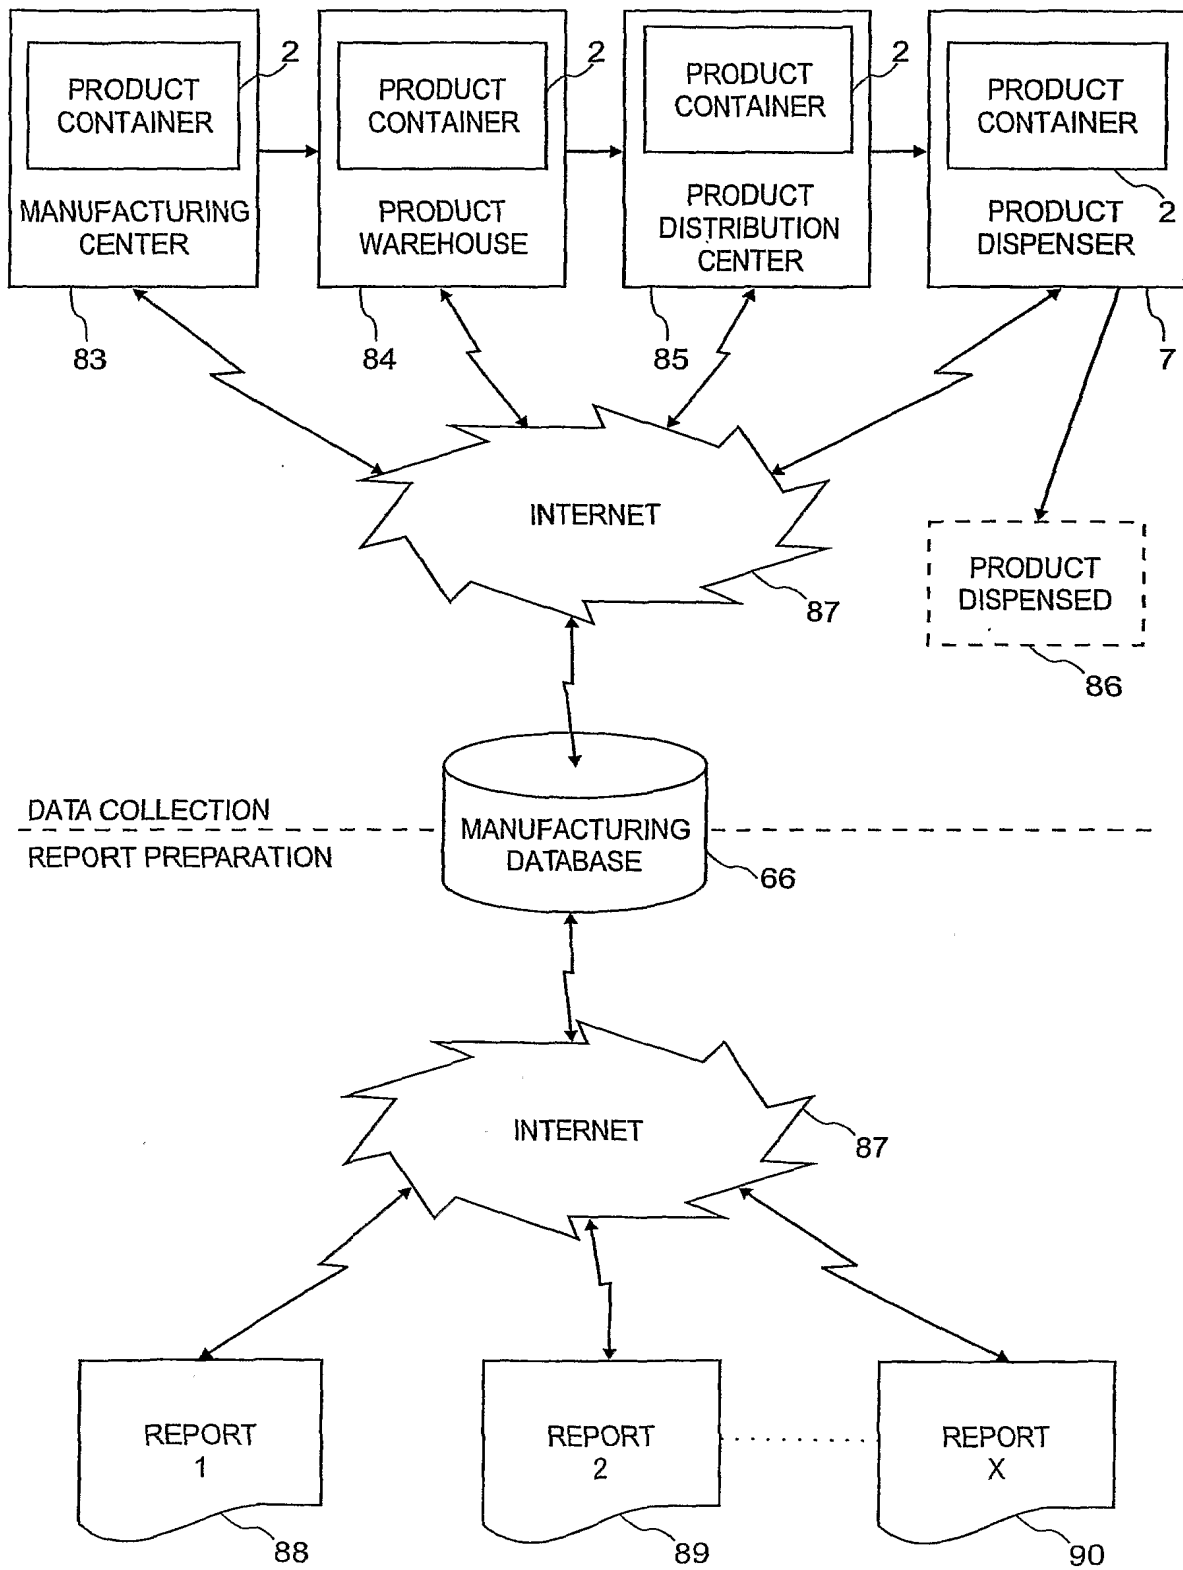 PRODUCT
CONTAINER
2
MANUFACTURING
CENTER
83
PRODUCT
CONTAINER
2
PRODUCT
WAREHOUSE
84
PRODUCT
CONTAINER
2
PRODUCT
DISTRIBUTION
CENTER
85
PRODUCT
CONTAINER
2
PRODUCT
DISPENSER
7
INTERNET
87
PRODUCT
DISPENSED
86
DATA COLLECTION
REPORT PREPARATION
MANUFACTURING
DATABASE
66
INTERNET
87
REPORT
1
88
REPORT
2
89
REPORT
X
90